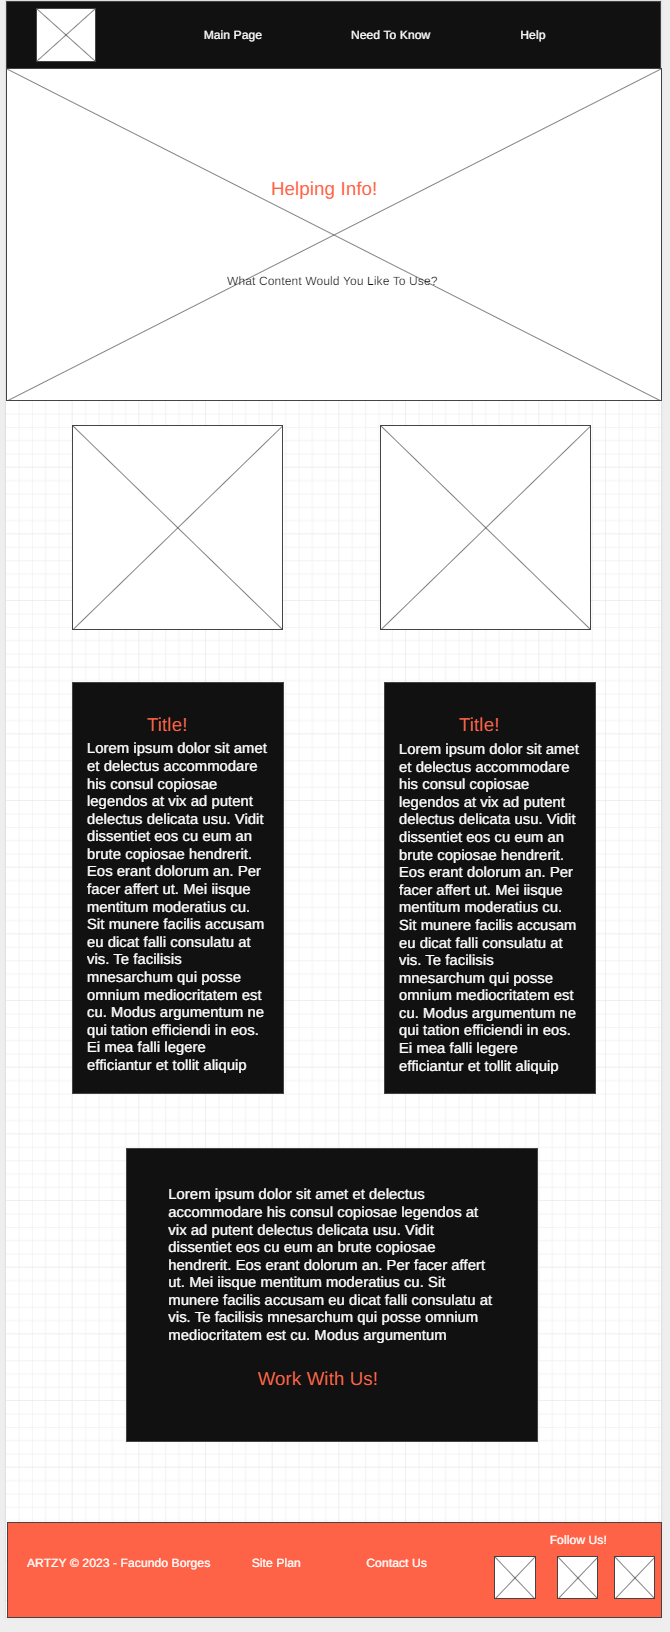 Main Page
Need To Know
Help
Helping Info!
What Content Would You Like To Use?
Title!
Lorem ipsum dolor sit amet
et delectus accommodare
his consul copiosae
legendos at vix ad putent
delectus delicata usu. Vidit
dissentiet eos cu eum an
brute copiosae hendrerit.
Eos erant dolorum an. Per
facer affert ut. Mei iisque
mentitum moderatius cu.
Sit munere facilis accusam
eu dicat falli consulatu at
vis. Te facilisis
mnesarchum qui posse
omnium mediocritatem est
cu. Modus argumentum ne
qui tation efficiendi in eos.
Ei mea falli legere
efficiantur et tollit aliquip
Title!
Lorem ipsum dolor sit amet
et delectus accommodare
his consul copiosae
legendos at vix ad putent
delectus delicata usu. Vidit
dissentiet eos cu eum an
brute copiosae hendrerit.
Eos erant dolorum an. Per
facer affert ut. Mei iisque
mentitum moderatius cu.
Sit munere facilis accusam
eu dicat falli consulatu at
vis. Te facilisis
mnesarchum qui posse
omnium mediocritatem est
cu. Modus argumentum ne
qui tation efficiendi in eos.
Ei mea falli legere
efficiantur et tollit aliquip
Lorem ipsum dolor sit amet et delectus
accommodare his consul copiosae legendos at
vix ad putent delectus delicata usu. Vidit
dissentiet eos cu eum an brute copiosae
hendrerit. Eos erant dolorum an. Per facer affert
ut. Mei iisque mentitum moderatius cu. Sit
munere facilis accusam eu dicat falli consulatu at
vis. Te facilisis mnesarchum qui posse omnium
mediocritatem est cu. Modus argumentum
Work With Us!
Follow Us!
ARTZY © 2023 - Facundo Borges
Site Plan
Contact Us